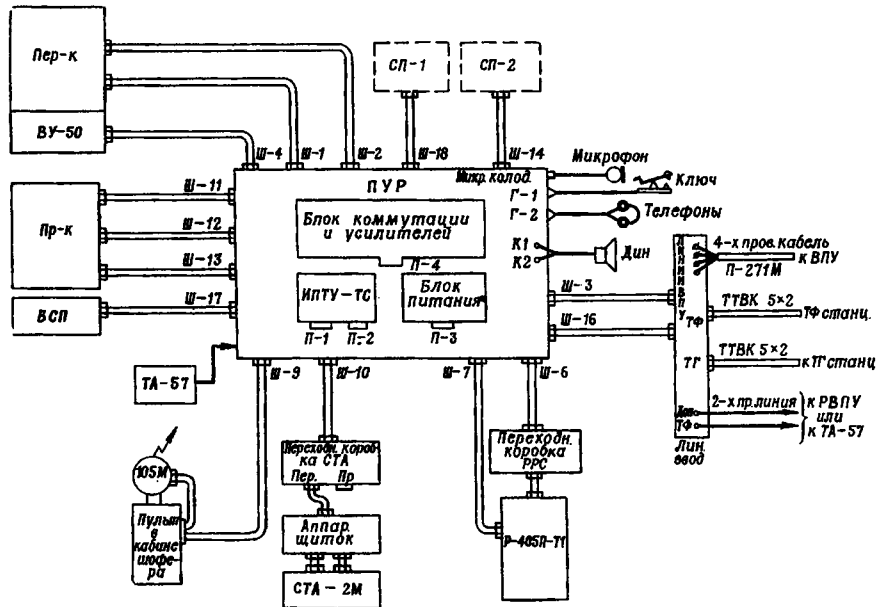 Пер-к
ВУ-50
СП-1
СП-2
Ш-4
Ш-1
Ш-2
Ш-18
Ш-14
Микрофон
Ключ
Телефоны
Микр. колод.
Г-1
Г-2
ПУР
Блок коммутации
и усилителей
П-4
К1
К2
Дин
Пр-к
Ш-11
Ш-12
Ш-13
Ш-17
ВСП
ИПТУ-ТС
П-1
П-2
Блок
питания
П-3
Ш-3
Ш-16
4-х пров. кабель
к ВПУ
П-271М
ТТВК 5×2
ТФ
ТФ станц.
ТТВК 5×2
ТГ
к ТГ станц
2-х пр. линия
ТФ
к РВПУ
или
к ТА-57
Лин.
ввод
ТА-57
Ш-9
Ш-10
Ш-7
Ш-6
105М
Пульт
в
кабине
шофе-
ра
Переходн. короб-
ка СТА
Пер.
Пр
Аппар.
щиток
СТА-2М
Переходн.
коробка
РРС
Р-405П-Т1